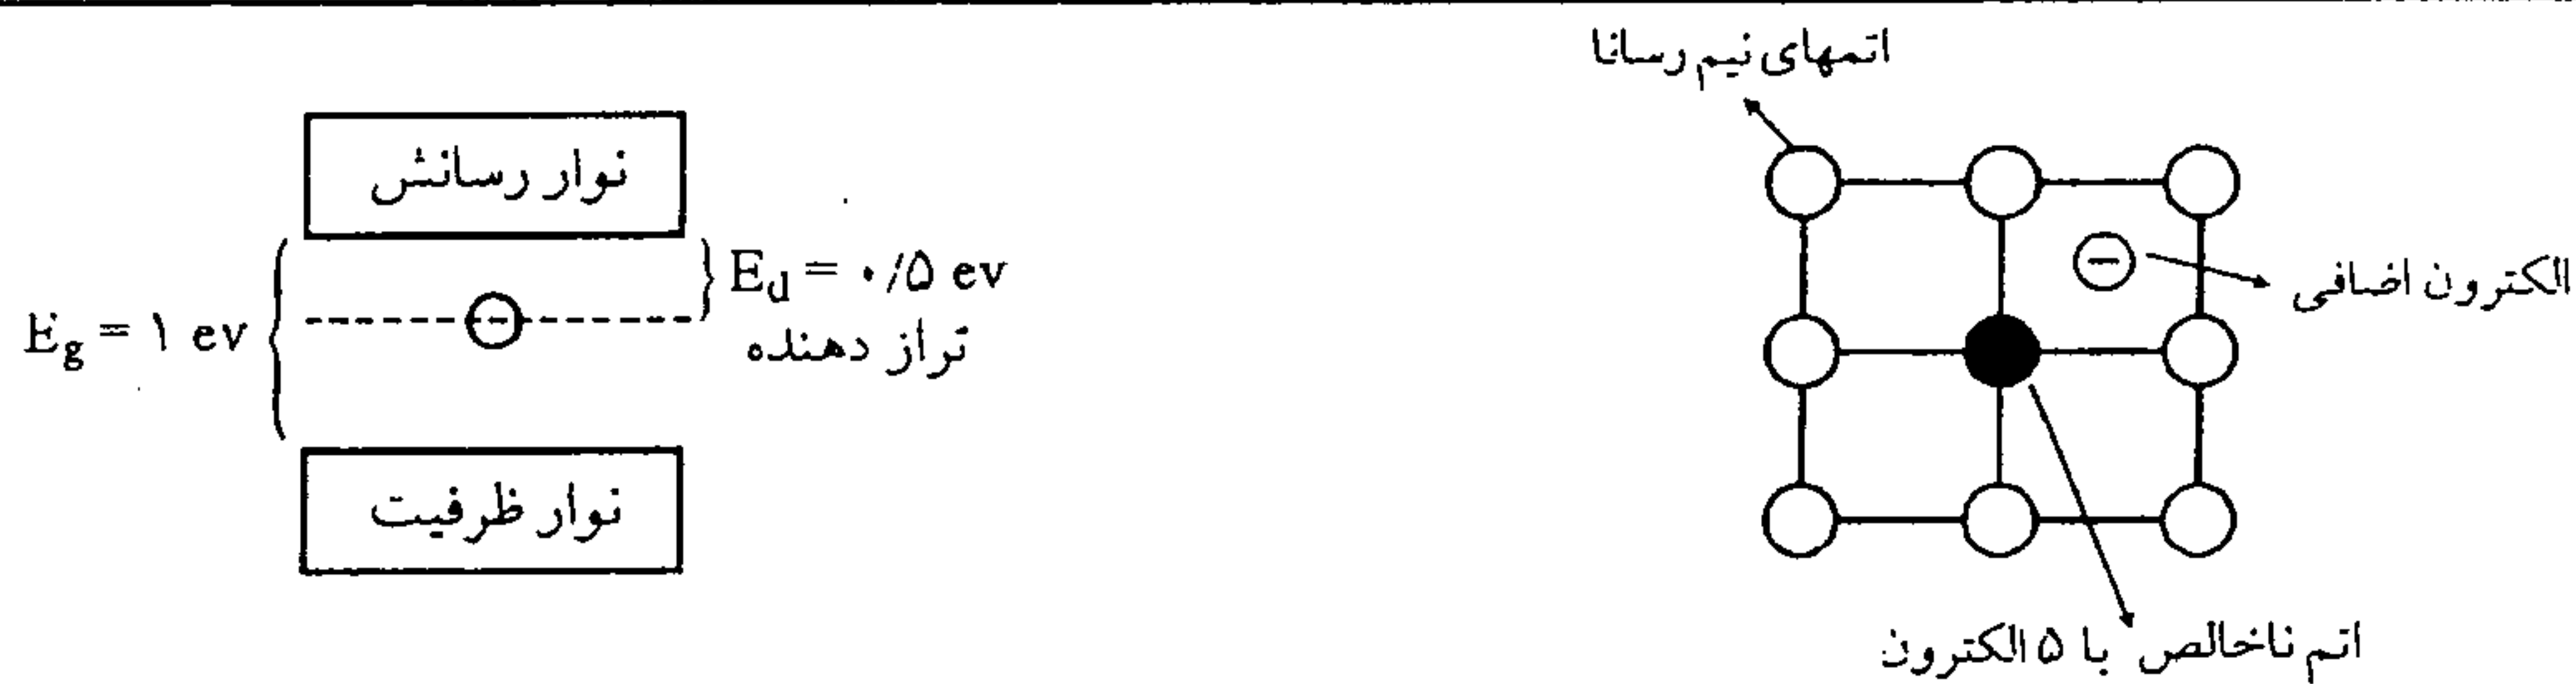 اتمهای نیم رسانا
الکترون اضافی
اتم ناخالص با ۵ الکترون
نوار رسانش
E_d = ۰/۵ ev
تراز دهنده
E_g = ۱ ev
نوار ظرفیت